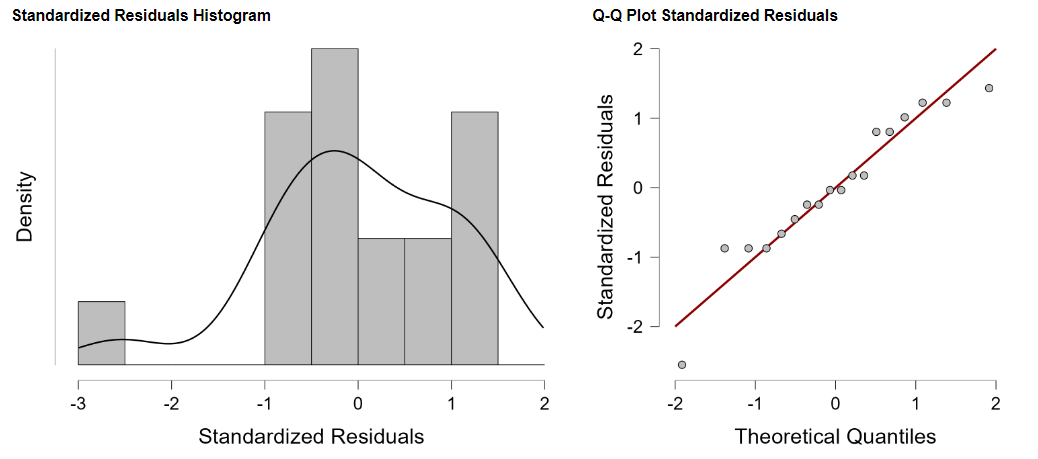 Standardized Residuals Histogram
Density
-3 -2 -1 0 1 2
Standardized Residuals
Q-Q Plot Standardized Residuals
Standardized Residuals
2
1
0
-1
-2
-2 -1 0 1 2
Theoretical Quantiles